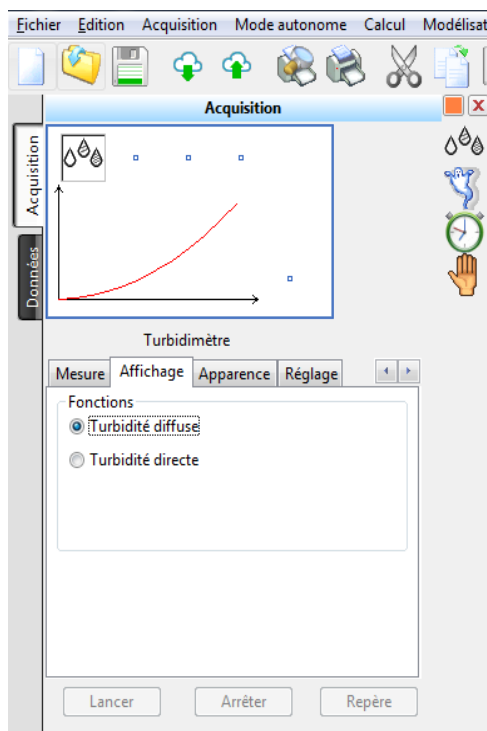 Fichier Edition Acquisition Mode autonome Calcul Modélisat
Acquisition
Acquisition
Données
Turbidimètre
Mesure Affichage Apparence Réglage
Fonctions
Turbidité diffuse
Turbidité directe
Lancer Arrêter Repère